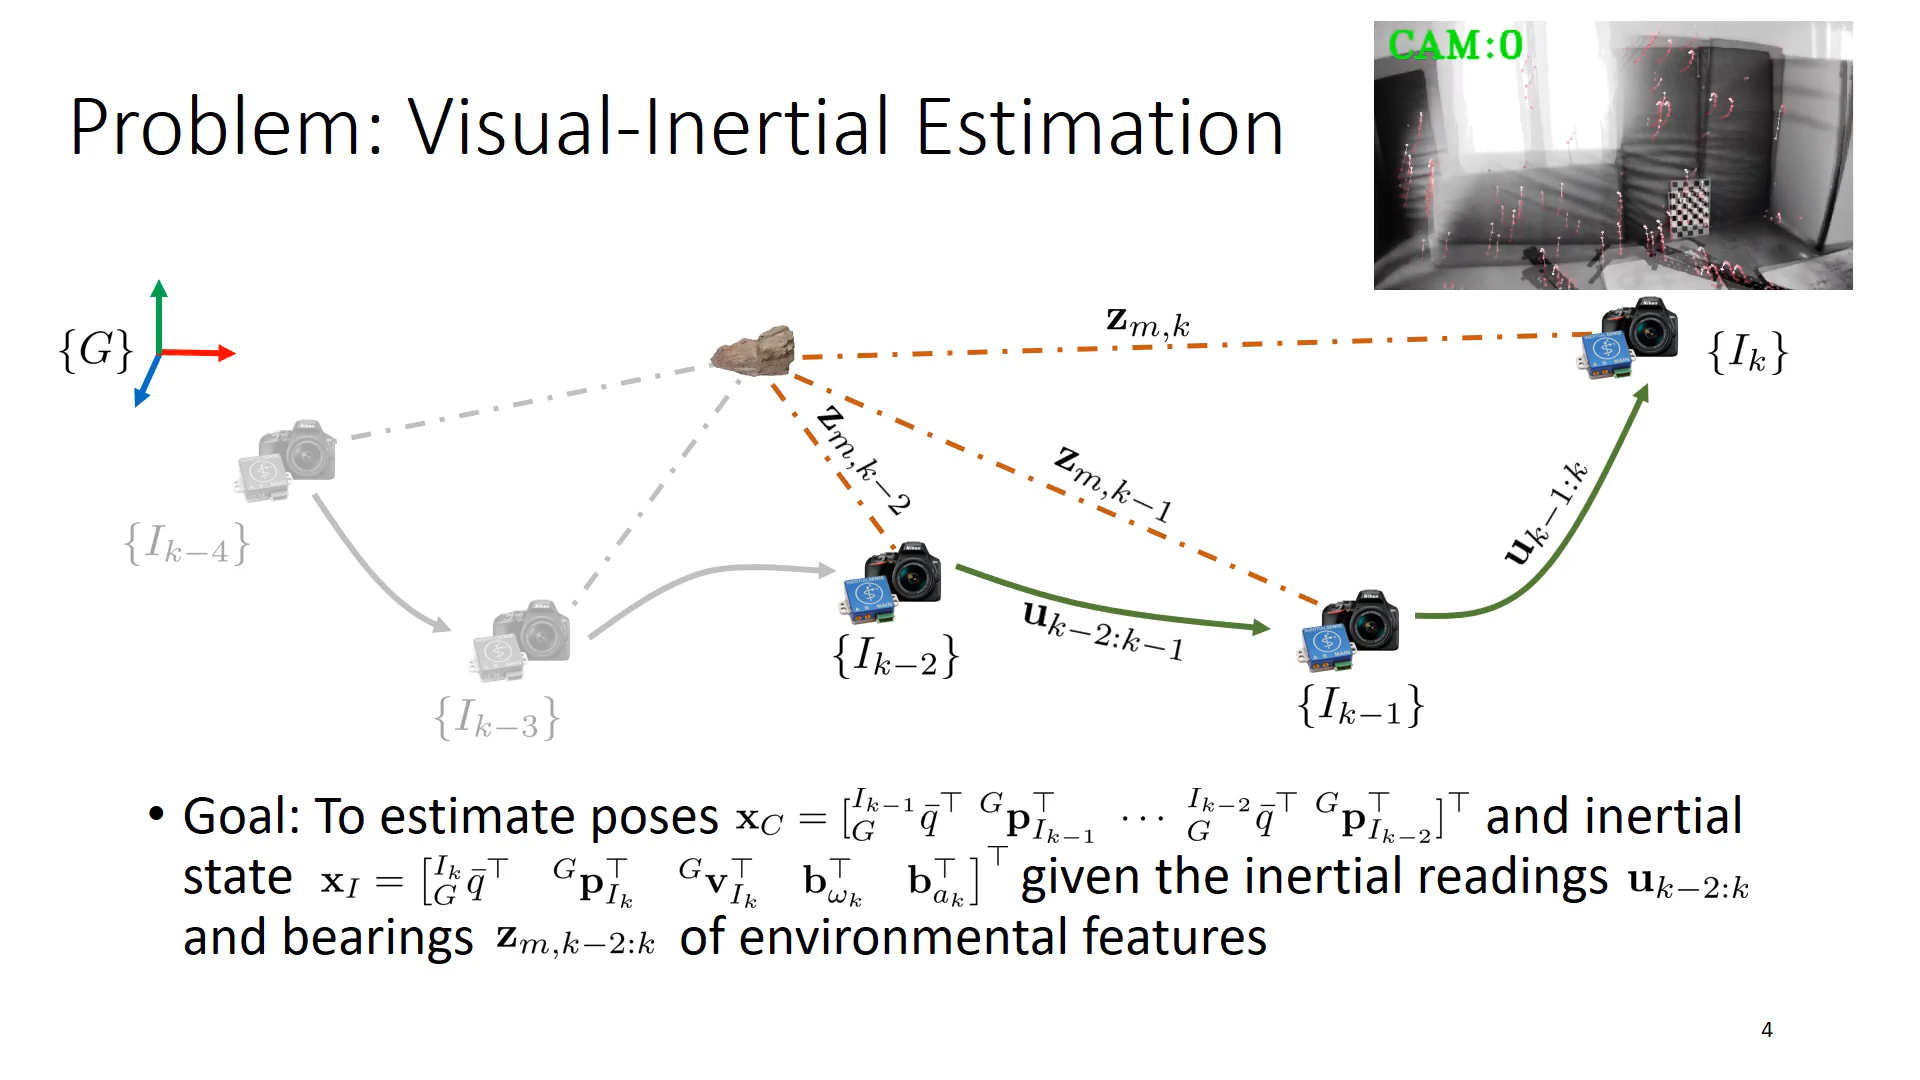 Problem: Visual-Inertial Estimation
CAM:0
{G}
z_{m,k}
{I_k}
z_{m,k-2}
z_{m,k-1}
u_{k-1:k}
{I_{k-4}}
u_{k-2:k-1}
{I_{k-2}}
{I_{k-1}}
{I_{k-3}}
• Goal: To estimate poses x_C = [^{I_{k-1}}_G q̄^⊤ ^G p^⊤_{I_{k-1}} ⋯ ^{I_{k-2}}_G q̄^⊤ ^G p^⊤_{I_{k-2}}]^⊤ and inertial
state x_I = [^{I_k}_G q̄^⊤ ^G p^⊤_{I_k} ^G v^⊤_{I_k} b^⊤_{ω_k} b^⊤_{a_k}]^⊤ given the inertial readings u_{k-2:k}
and bearings z_{m,k-2:k} of environmental features
4